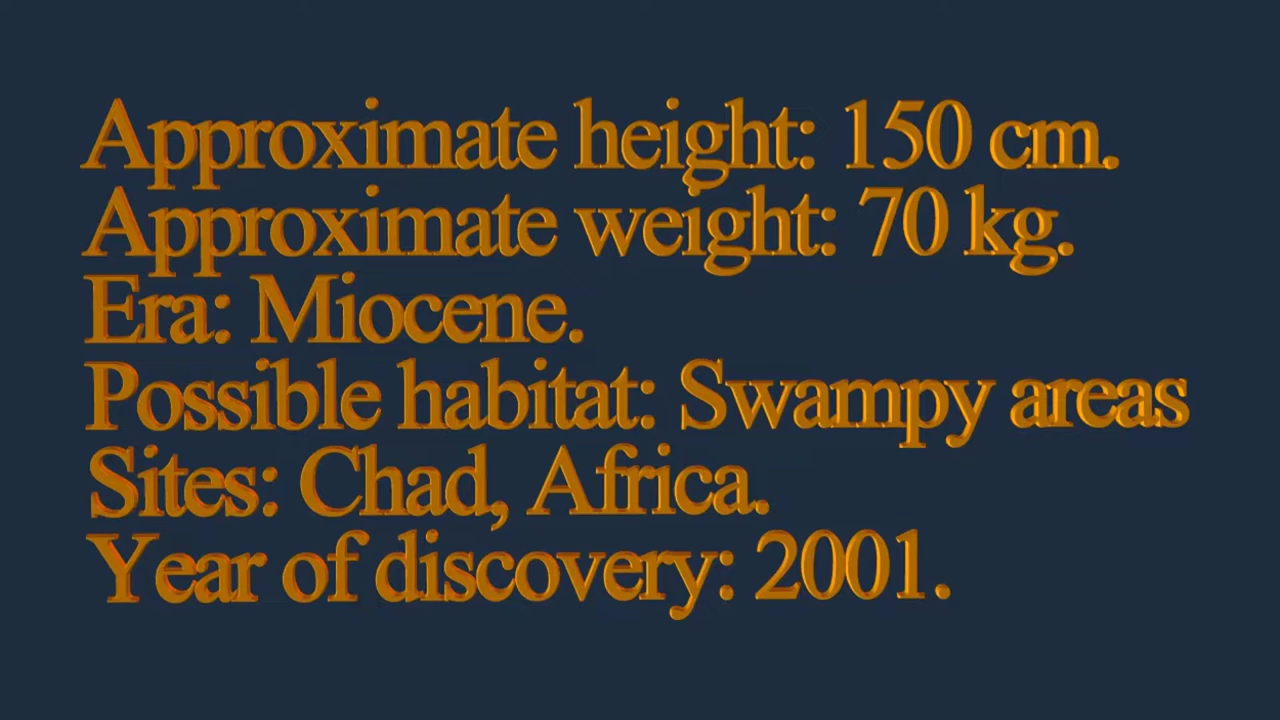 Approximate height: 150 cm.
Approximate weight: 70 kg.
Era: Miocene.
Possible habitat: Swampy areas
Sites: Chad, Africa.
Year of discovery: 2001.